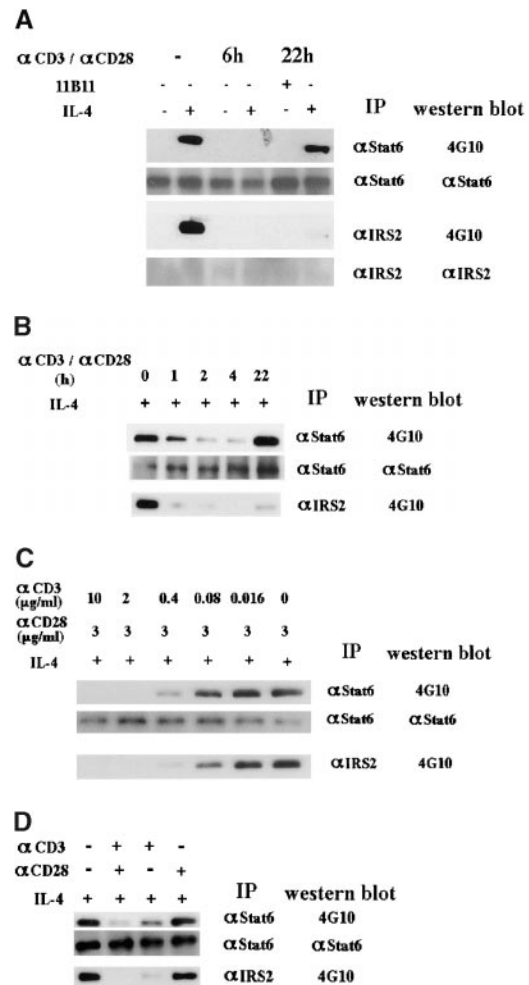 A
α CD3 / αCD28 - 6h 22h
11B11 - - - - + -
IL-4 - + - + - + IP western blot
αStat6 4G10
αStat6 αStat6
αIRS2 4G10
αIRS2 αIRS2
B
α CD3 / αCD28
(h) 0 1 2 4 22
IL-4 + + + + + IP western blot
αStat6 4G10
αStat6 αStat6
αIRS2 4G10
C
α CD3
(μg/ml) 10 2 0.4 0.08 0.016 0
αCD28
(μg/ml) 3 3 3 3 3 3
IL-4 + + + + + + IP western blot
αStat6 4G10
αStat6 αStat6
αIRS2 4G10
D
α CD3 - + + -
αCD28 - + - +
IL-4 + + + + IP western blot
αStat6 4G10
αStat6 αStat6
αIRS2 4G10